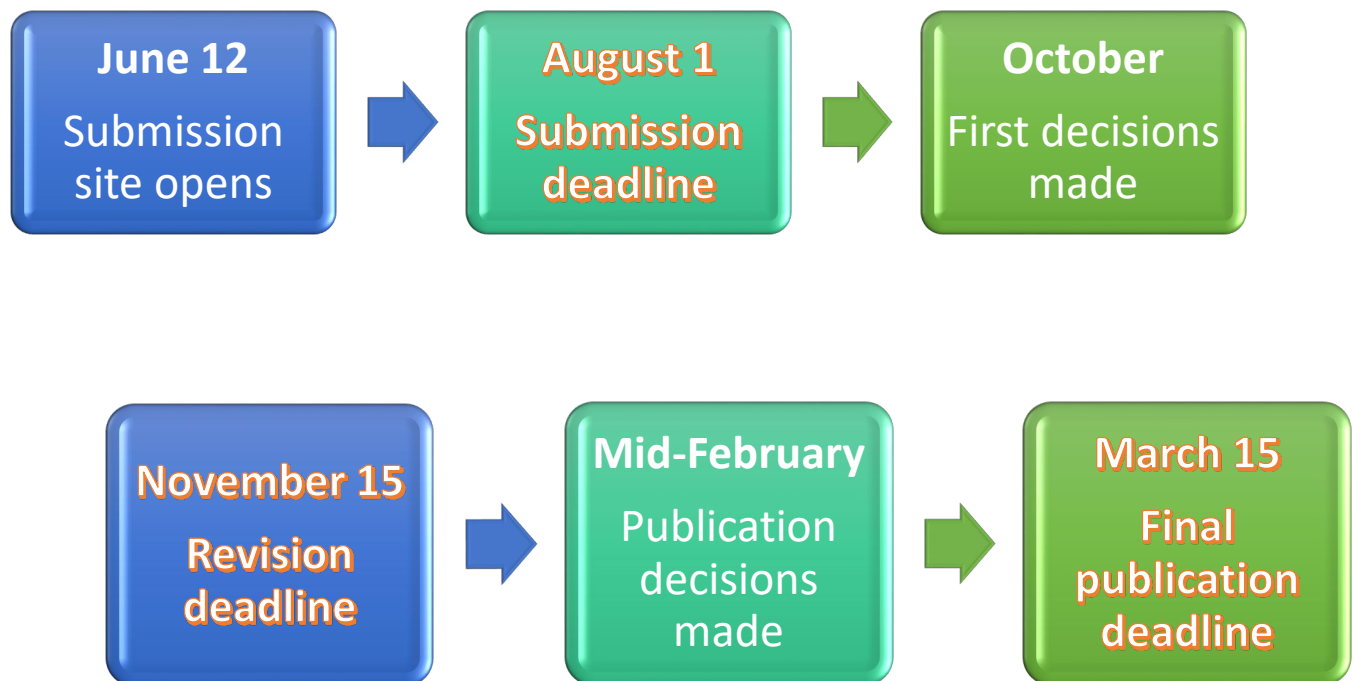 June 12
Submission
site opens
August 1
Submission
deadline
October
First decisions
made
November 15
Revision
deadline
Mid-February
Publication
decisions
made
March 15
Final
publication
deadline